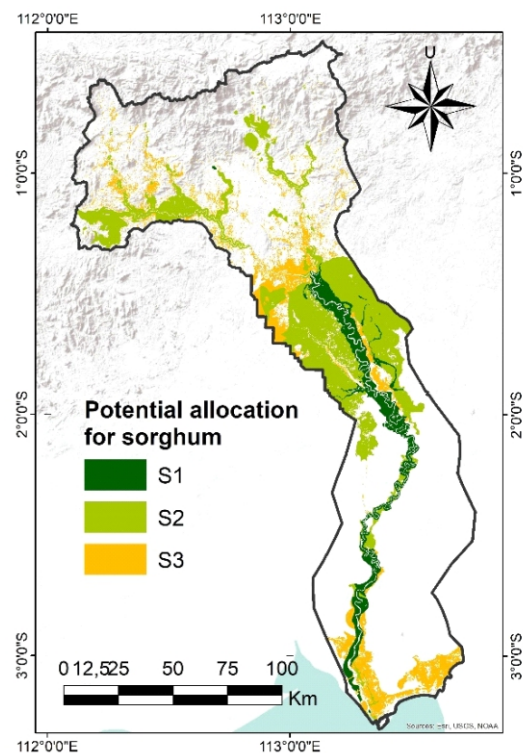 112°0'0"E 113°0'0"E
U
1°0'0"S 1°0'0"S
2°0'0"S 2°0'0"S
Potential allocation
for sorghum
S1
S2
S3
3°0'0"S 3°0'0"S
0 12,525 50 75 100
Km
Sources: Esri, USGS, NOAA
112°0'0"E 113°0'0"E